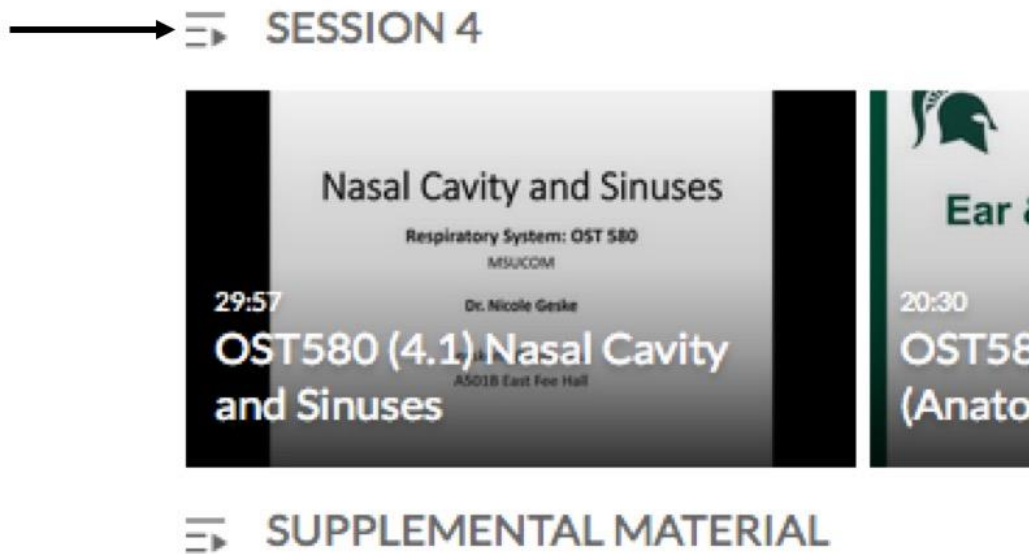 SESSION 4
Nasal Cavity and Sinuses
Respiratory System: OST 580
MSUCOM
Dr. Nicole Geske
29:57
OST580 (4.1) Nasal Cavity
and Sinuses
A501B East Fee Hall
Ear
20:30
OST58
(Anato
SUPPLEMENTAL MATERIAL